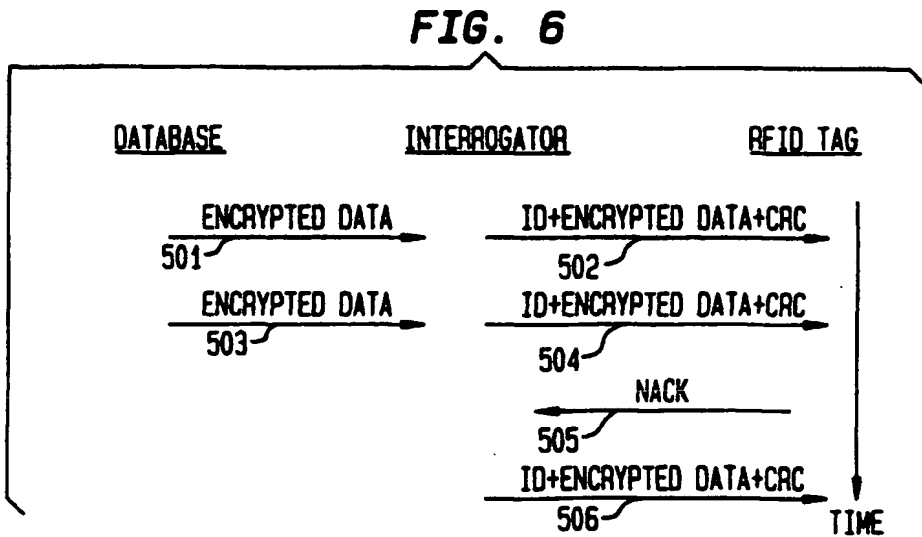 FIG. 6
DATABASE INTERROGATOR RFID TAG
ENCRYPTED DATA ID+ENCRYPTED DATA+CRC
501 502
ENCRYPTED DATA ID+ENCRYPTED DATA+CRC
503 504
NACK
505
ID+ENCRYPTED DATA+CRC
506 TIME